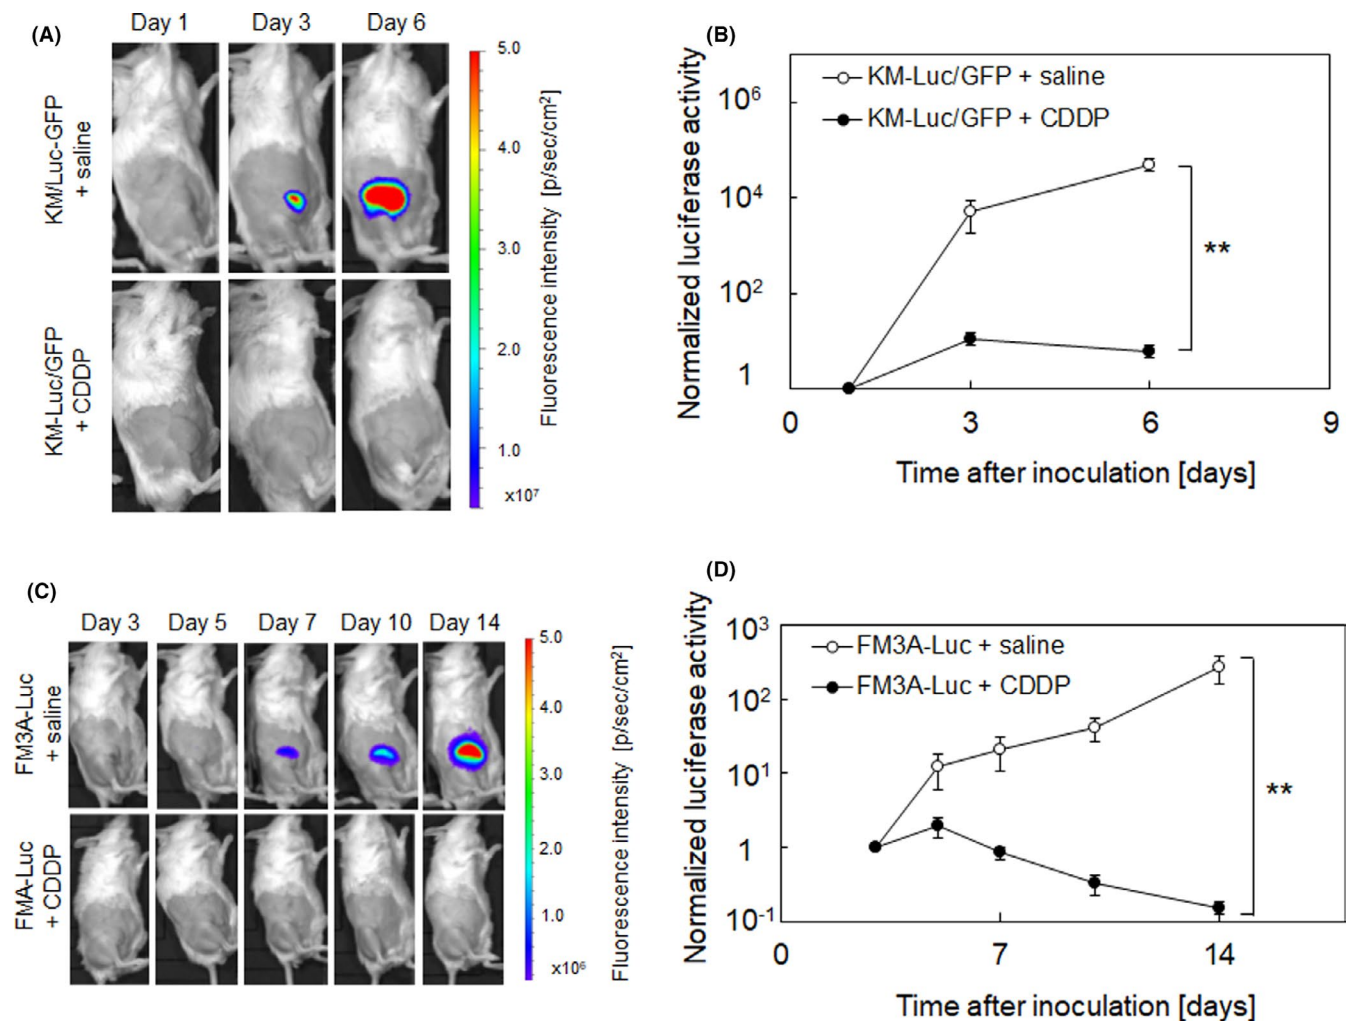 (A)
Day 1 Day 3 Day 6
KM/Luc-GFP
+ saline
KM-Luc/GFP
+ CDDP
5.0
4.0
3.0
2.0
1.0
x10⁷
Fluorescence intensity [p/sec/cm²]
(B)
Normalized luciferase activity
10⁶
10⁴
10²
1
KM-Luc/GFP + saline
KM-Luc/GFP + CDDP
**
0 3 6 9
Time after inoculation [days]
(C)
Day 3 Day 5 Day 7 Day 10 Day 14
FM3A-Luc
+ saline
FMA-Luc
+ CDDP
5.0
4.0
3.0
2.0
1.0
x10⁶
Fluorescence intensity [p/sec/cm²]
(D)
Normalized luciferase activity
10³
10²
10¹
1
10⁻¹
FM3A-Luc + saline
FM3A-Luc + CDDP
**
0 7 14
Time after inoculation [days]